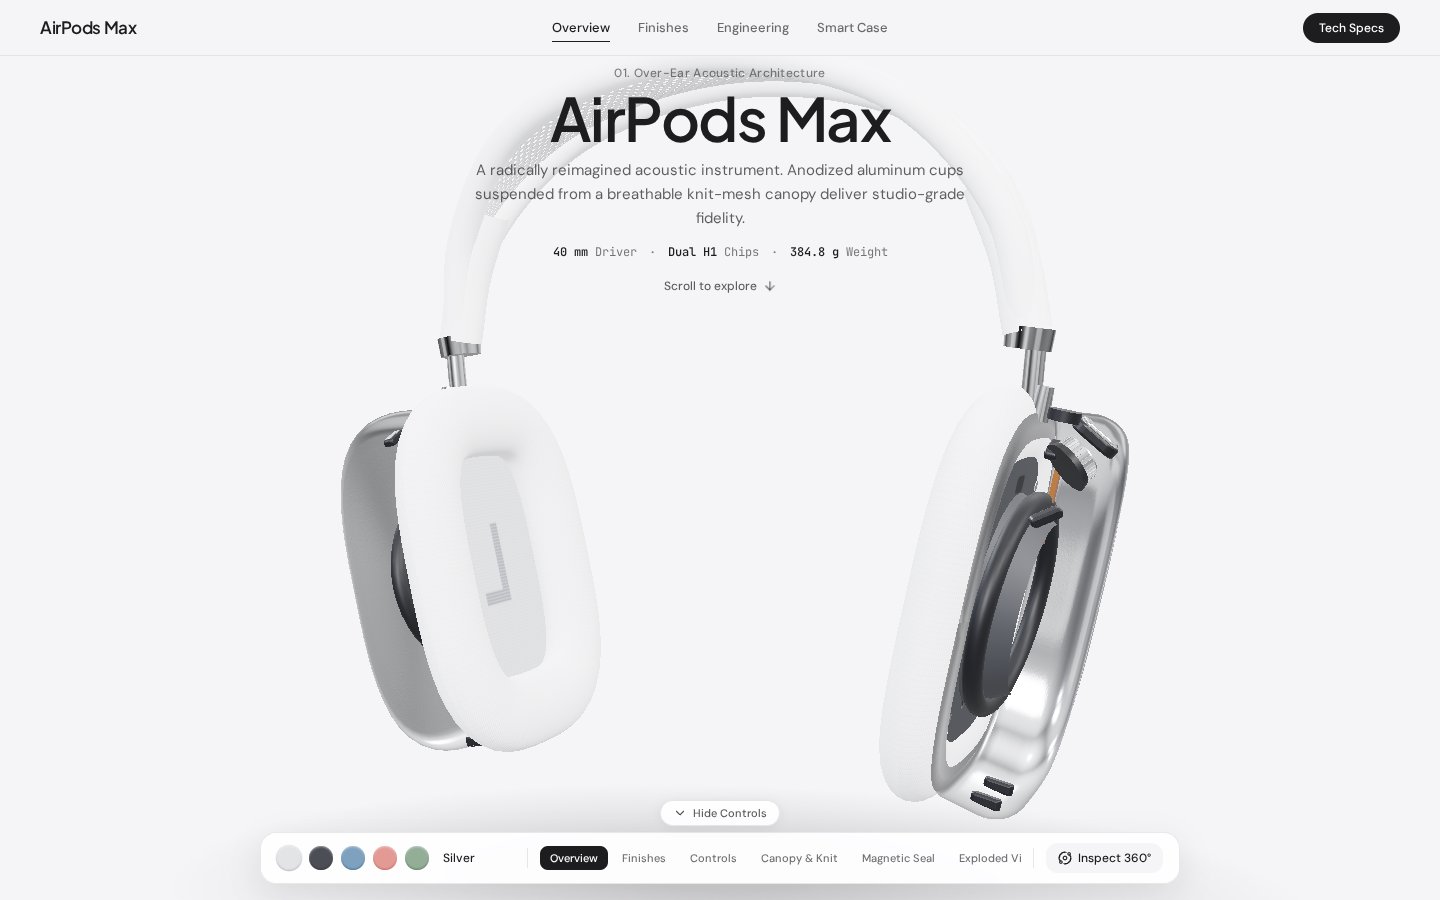 AirPods Max
Overview
Finishes
Engineering
Smart Case
Tech Specs
01. Over-Ear Acoustic Architecture
AirPods Max
A radically reimagined acoustic instrument. Anodized aluminum cups
suspended from a breathable knit-mesh canopy deliver studio-grade
fidelity.
40 mm Driver · Dual H1 Chips · 384.8 g Weight
Scroll to explore ↓
L
Hide Controls
Silver
Overview
Finishes
Controls
Canopy & Knit
Magnetic Seal
Exploded Vi
Inspect 360°